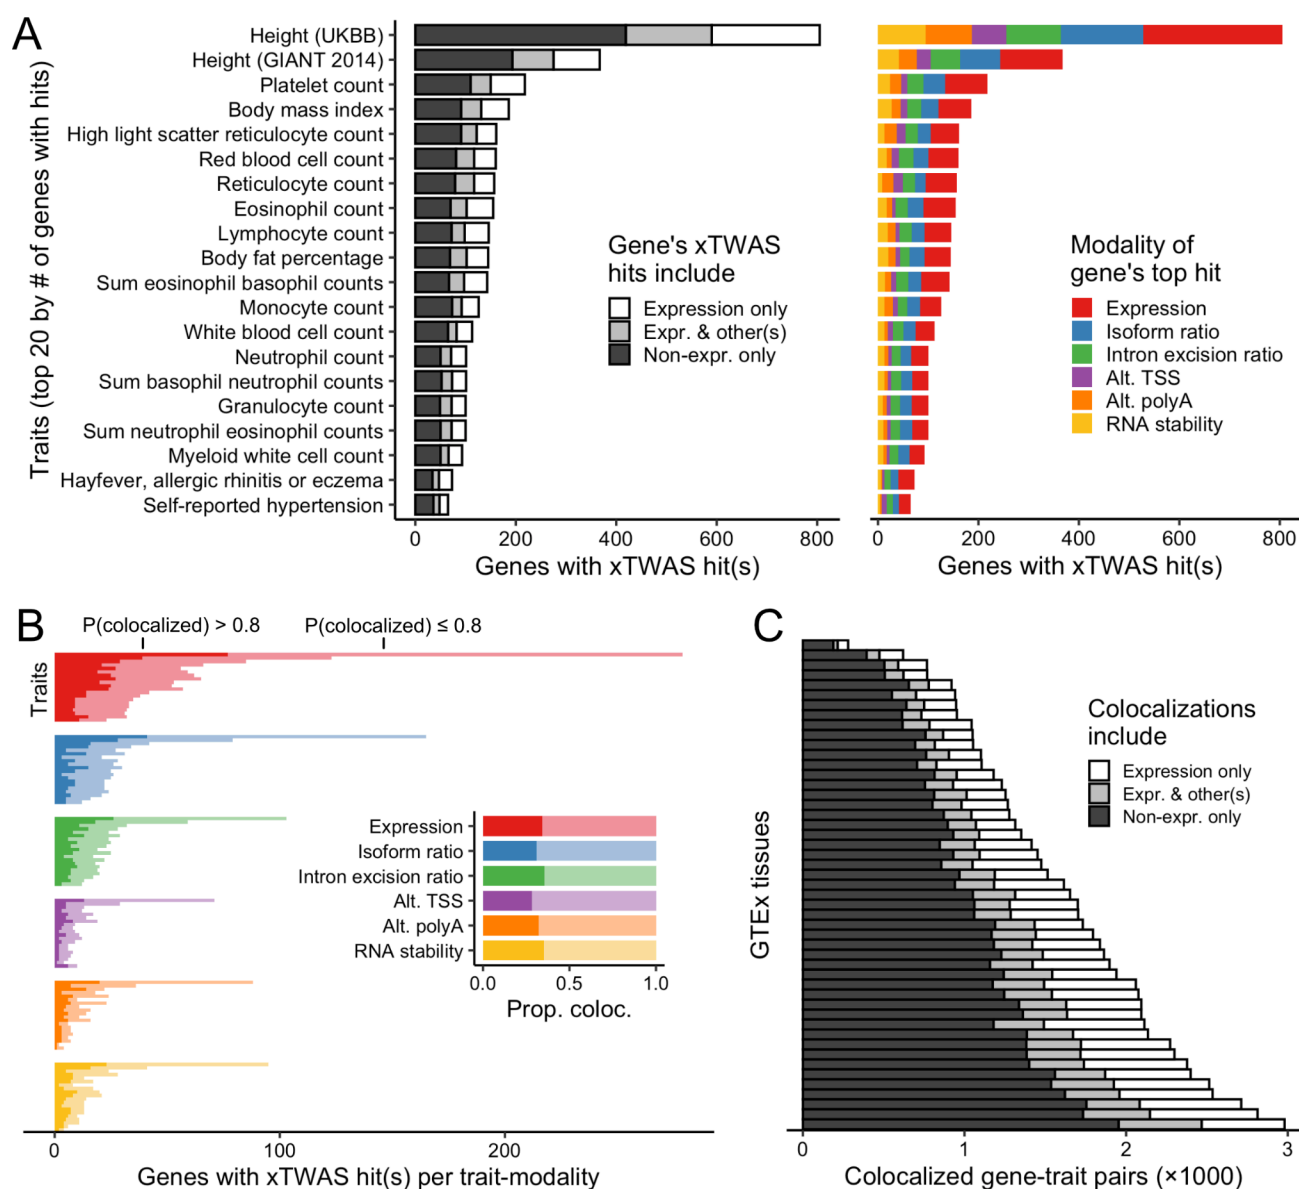 A
Traits (top 20 by # of genes with hits)
Height (UKBB)
Height (GIANT 2014)
Platelet count
Body mass index
High light scatter reticulocyte count
Red blood cell count
Reticulocyte count
Eosinophil count
Lymphocyte count
Body fat percentage
Sum eosinophil basophil counts
Monocyte count
White blood cell count
Neutrophil count
Sum basophil neutrophil counts
Granulocyte count
Sum neutrophil eosinophil counts
Myeloid white cell count
Hayfever, allergic rhinitis or eczema
Self-reported hypertension
Gene's xTWAS
hits include
Expression only
Expr. & other(s)
Non-expr. only
0 200 400 600 800
Genes with xTWAS hit(s)
Modality of
gene's top hit
Expression
Isoform ratio
Intron excision ratio
Alt. TSS
Alt. polyA
RNA stability
0 200 400 600 800
Genes with xTWAS hit(s)
B
P(colocalized) > 0.8
P(colocalized) ≤ 0.8
Traits
Expression
Isoform ratio
Intron excision ratio
Alt. TSS
Alt. polyA
RNA stability
0.0 0.5 1.0
Prop. coloc.
0 100 200
Genes with xTWAS hit(s) per trait-modality
C
GTEx tissues
Colocalizations
include
Expression only
Expr. & other(s)
Non-expr. only
0 1 2 3
Colocalized gene-trait pairs (×1000)